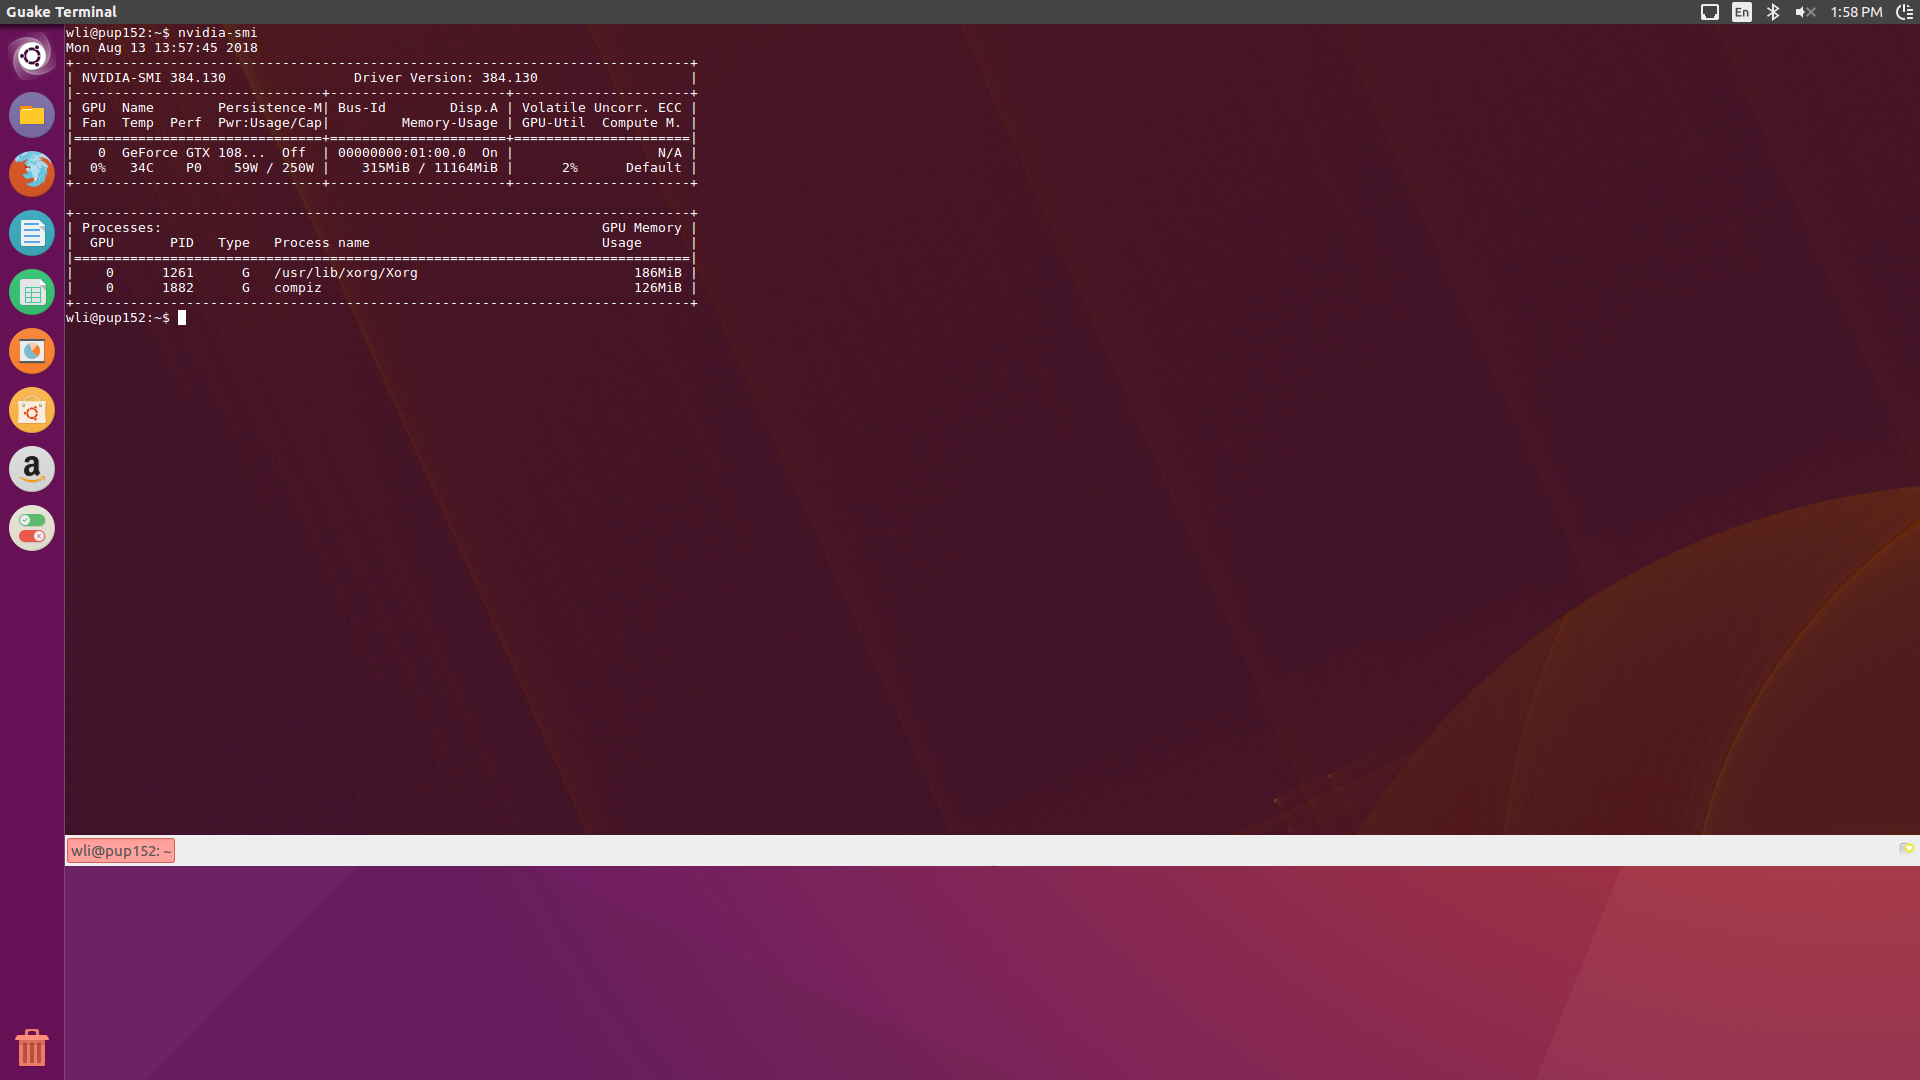 Guake Terminal
En
1:58 PM
wli@pup152:~$ nvidia-smi
Mon Aug 13 13:57:45 2018
+-----------------------------------------------------------------------------+
| NVIDIA-SMI 384.130                Driver Version: 384.130                   |
|-------------------------------+----------------------+----------------------+
| GPU  Name        Persistence-M| Bus-Id        Disp.A | Volatile Uncorr. ECC |
| Fan  Temp  Perf  Pwr:Usage/Cap|         Memory-Usage | GPU-Util  Compute M. |
|===============================+======================+======================|
|   0  GeForce GTX 108...  Off  | 00000000:01:00.0  On |                  N/A |
|  0%   34C    P0    59W / 250W |    315MiB / 11164MiB |      2%      Default |
+-------------------------------+----------------------+----------------------+
+-----------------------------------------------------------------------------+
| Processes:                                                       GPU Memory |
|  GPU       PID   Type   Process name                             Usage      |
|=============================================================================|
|    0      1261      G   /usr/lib/xorg/Xorg                           186MiB |
|    0      1882      G   compiz                                       126MiB |
+-----------------------------------------------------------------------------+
wli@pup152:~$
wli@pup152: ~